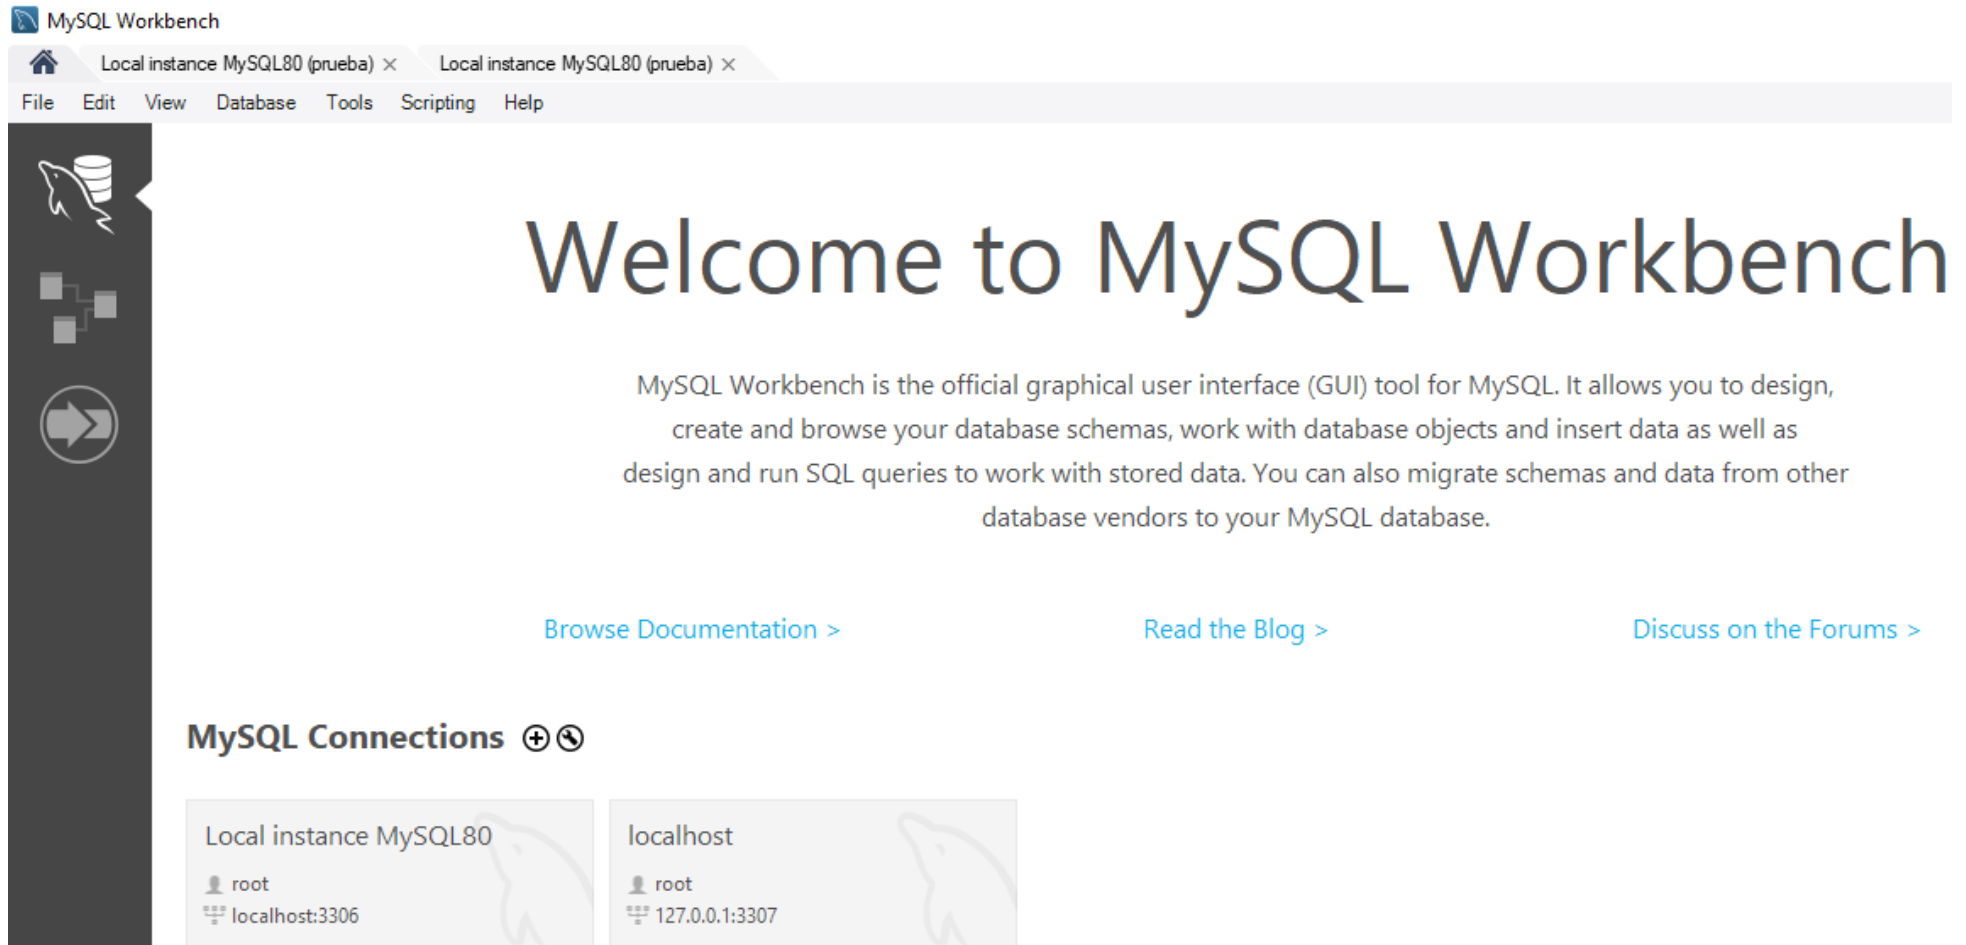 MySQL Workbench
Local instance MySQL80 (prueba) × Local instance MySQL80 (prueba) ×
File Edit View Database Tools Scripting Help
Welcome to MySQL Workbench
MySQL Workbench is the official graphical user interface (GUI) tool for MySQL. It allows you to design,
create and browse your database schemas, work with database objects and insert data as well as
design and run SQL queries to work with stored data. You can also migrate schemas and data from other
database vendors to your MySQL database.
Browse Documentation > Read the Blog > Discuss on the Forums >
MySQL Connections
Local instance MySQL80
root
localhost:3306
localhost
root
127.0.0.1:3307